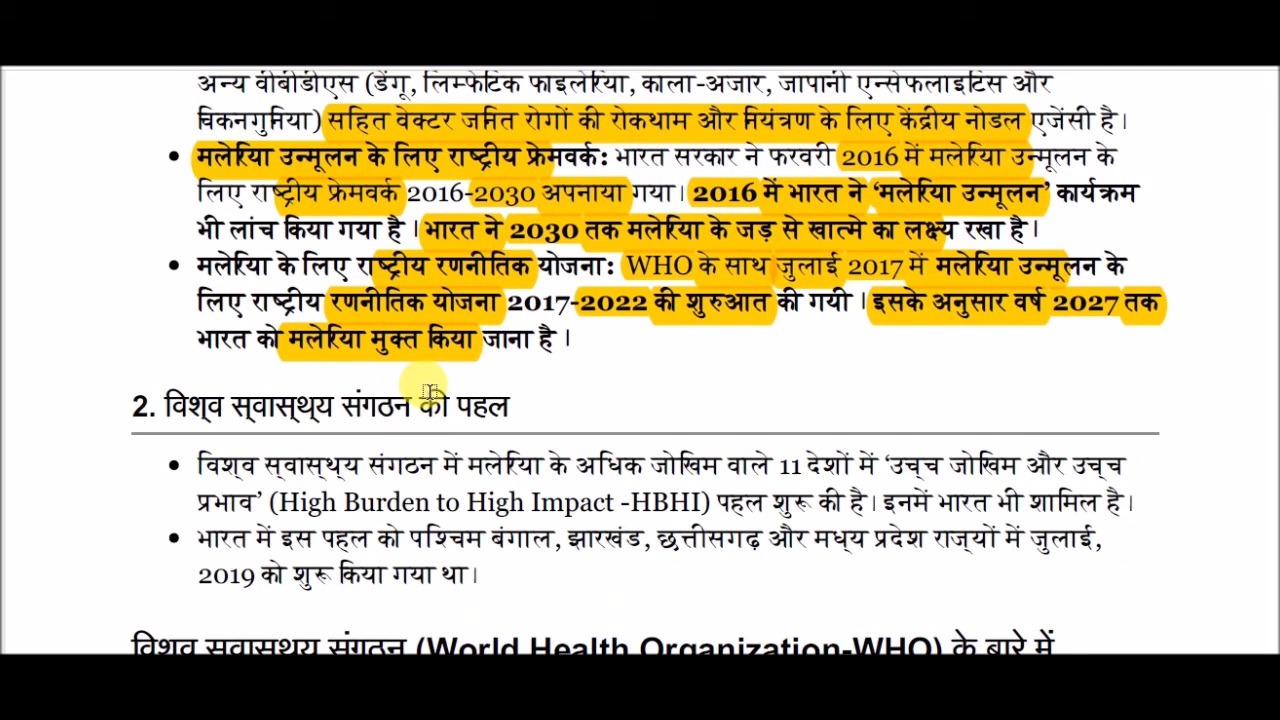 अन्य वीबीडीएस (डेंगू, लिम्फेटिक फाइलेरिया, काला-अजार, जापानी एन्सेफलाइटिस और
चिकनगुनिया) सहित वेक्टर जनित रोगों की रोकथाम और नियंत्रण के लिए केंद्रीय नोडल एजेंसी है।
• मलेरिया उन्मूलन के लिए राष्ट्रीय फ्रेमवर्क: भारत सरकार ने फरवरी 2016 में मलेरिया उन्मूलन के
लिए राष्ट्रीय फ्रेमवर्क 2016-2030 अपनाया गया। 2016 में भारत ने ‘मलेरिया उन्मूलन’ कार्यक्रम
भी लांच किया गया है। भारत ने 2030 तक मलेरिया के जड़ से खात्मे का लक्ष्य रखा है।
• मलेरिया के लिए राष्ट्रीय रणनीतिक योजना: WHO के साथ जुलाई 2017 में मलेरिया उन्मूलन के
लिए राष्ट्रीय रणनीतिक योजना 2017-2022 की शुरुआत की गयी। इसके अनुसार वर्ष 2027 तक
भारत को मलेरिया मुक्त किया जाना है।
2. विश्व स्वास्थ्य संगठन की पहल
• विश्व स्वास्थ्य संगठन में मलेरिया के अधिक जोखिम वाले 11 देशों में ‘उच्च जोखिम और उच्च
प्रभाव’ (High Burden to High Impact -HBHI) पहल शुरू की है। इनमें भारत भी शामिल है।
• भारत में इस पहल को पश्चिम बंगाल, झारखंड, छत्तीसगढ़ और मध्य प्रदेश राज्यों में जुलाई,
2019 को शुरू किया गया था।
विश्व स्वास्थ्य संगठन (World Health Organization-WHO) के बारे में